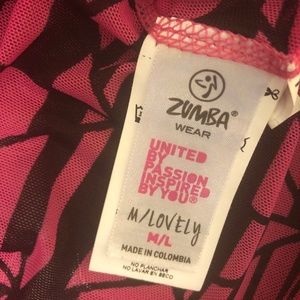 ZUMBA®
WEAR
UNITED
BY
PASSION
INSPIRED
BY YOU®
M/LOVELY
M/L
MADE IN COLOMBIA
NO PLANCHAR
NO LAVAR EN SECO